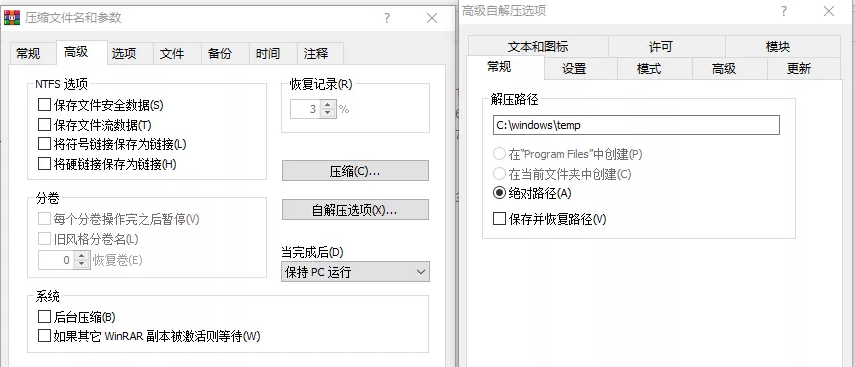 压缩文件名和参数
常规 高级 选项 文件 备份 时间 注释
NTFS 选项
保存文件安全数据(S)
保存文件流数据(T)
将符号链接保存为链接(L)
将硬链接保存为链接(H)
恢复记录(R)
3 %
压缩(C)...
自解压选项(X)...
分卷
每个分卷操作完之后暂停(V)
旧风格分卷名(L)
0 恢复卷(E)
当完成后(D)
保持 PC 运行
系统
后台压缩(B)
如果其它 WinRAR 副本被激活则等待(W)
高级自解压选项
文本和图标 许可 模块
常规 设置 模式 高级 更新
解压路径
C:\windows\temp
在“Program Files”中创建(P)
在当前文件夹中创建(C)
绝对路径(A)
保存并恢复路径(V)